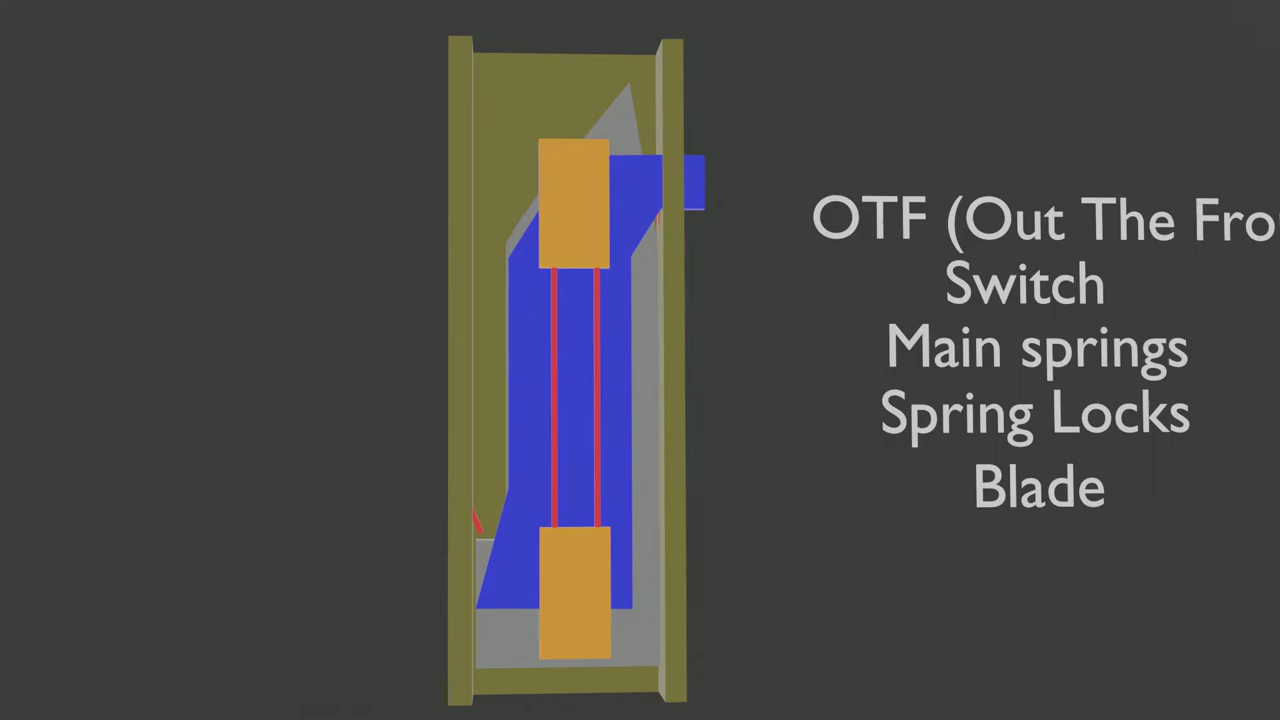 OTF (Out The Fro
Switch
Main springs
Spring Locks
Blade